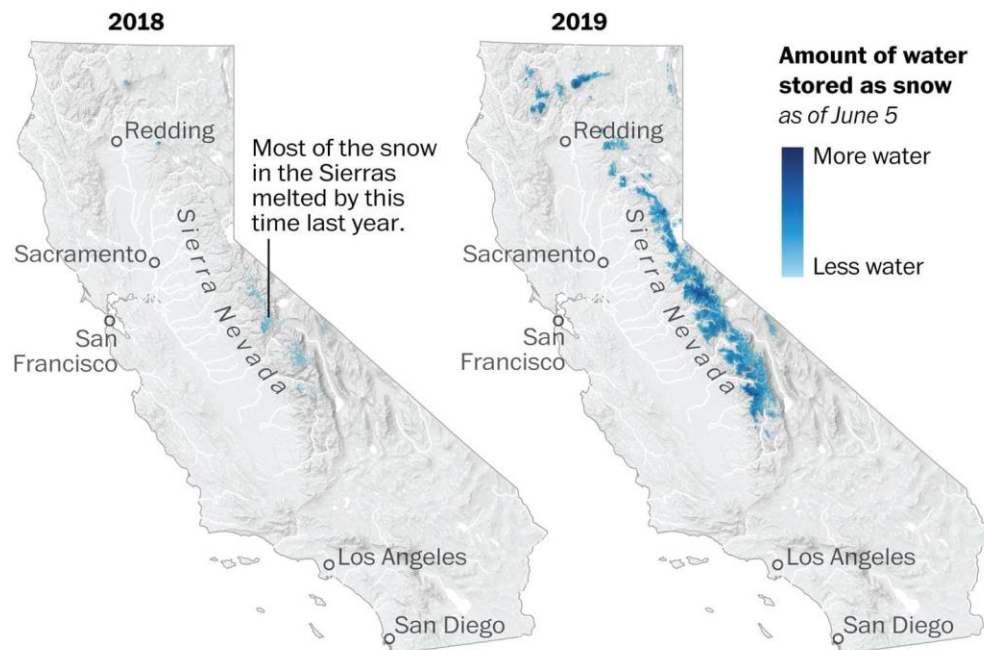 2018
Redding
Most of the snow
in the Sierras
melted by this
time last year.
Sierra Nevada
Sacramento
San
Francisco
Los Angeles
San Diego
2019
Redding
Sierra Nevada
Sacramento
San
Francisco
Los Angeles
San Diego
Amount of water
stored as snow
as of June 5
More water
Less water